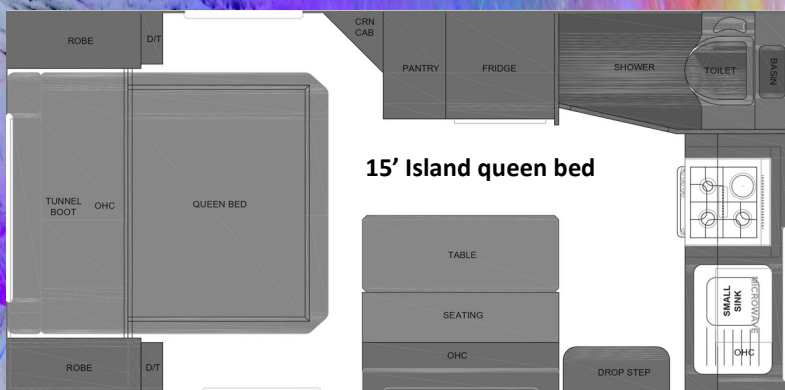 ROBE
D/T
CRN
CAB
PANTRY
FRIDGE
SHOWER
TOILET
BASIN
15’ Island queen bed
TUNNEL
BOOT
OHC
QUEEN BED
TABLE
SEATING
OHC
SMALL
SINK
MICROWAVE
OHC
ROBE
D/T
DROP STEP